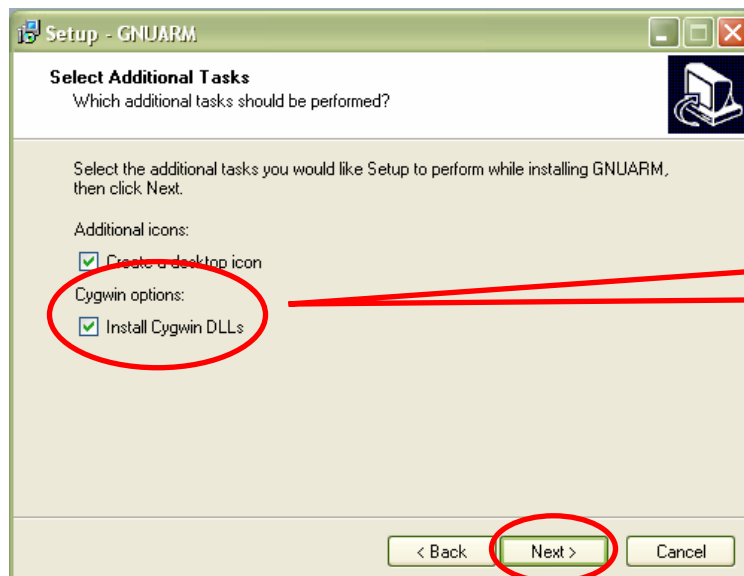 Setup - GNUARM
Select Additional Tasks
Which additional tasks should be performed?
Select the additional tasks you would like Setup to perform while installing GNUARM,
then click Next.
Additional icons:
Create a desktop icon
Cygwin options:
Install Cygwin DLLs
< Back Next > Cancel